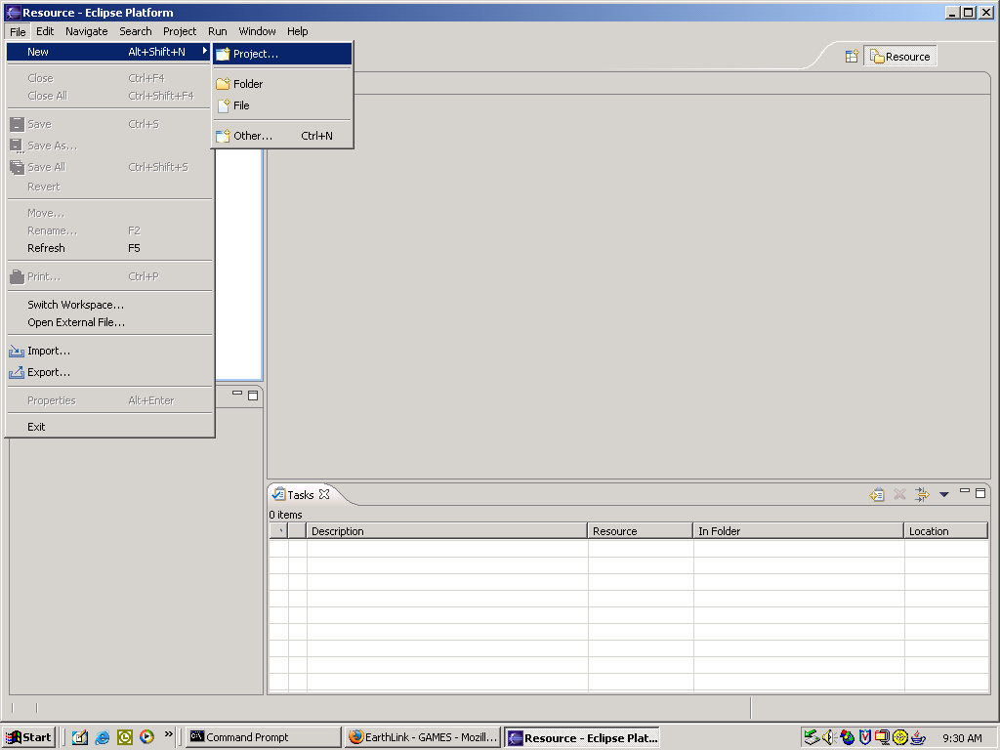 Resource - Eclipse Platform
File Edit Navigate Search Project Run Window Help
New Alt+Shift+N
Project...
Resource
Close Ctrl+F4
Folder
Close All Ctrl+Shift+F4
File
Save Ctrl+S
Other... Ctrl+N
Save As...
Save All Ctrl+Shift+S
Revert
Move...
Rename... F2
Refresh F5
Print... Ctrl+P
Switch Workspace...
Open External File...
Import...
Export...
Properties Alt+Enter
Exit
Tasks
0 items
Description Resource In Folder Location
Start » Command Prompt EarthLink - GAMES - Mozill... Resource - Eclipse Plat... 9:30 AM